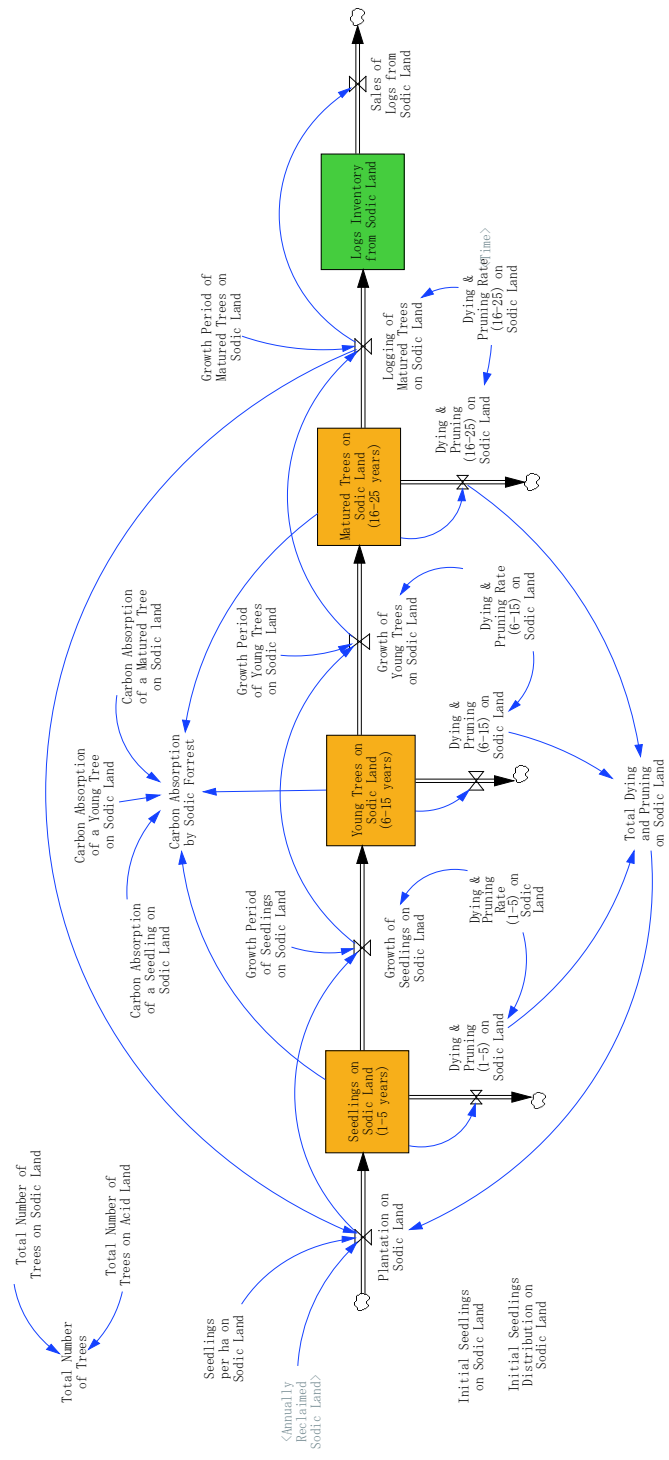 Total Number of
Trees on Sodic Land
Total Number
of Trees
Total Number of
Trees on Acid Land
Carbon Absorption
of a Seedling on
Sodic Land
Carbon Absorption
of a Young Tree
on Sodic Land
Carbon Absorption
of a Matured Tree
on Sodic land
Carbon Absorption
by Sodic Forrest
Seedlings
per ha on
Sodic Land
<Annually
Reclaimed
Sodic Land>
Growth Period
of Seedlings
on Sodic Land
Growth Period
of Young Trees
on Sodic Land
Growth Period of
Matured Trees on
Sodic Land
Plantation on
Sodic Land
Seedlings on
Sodic Land
(1-5 years)
Growth of
Seedlings on
Sodic Lnad
Young Trees on
Sodic Land
(6-15 years)
Growth of
Young Trees
on Sodic Land
Matured Trees on
Sodic Land
(16-25 years)
Logging of
Matured Trees
on Sodic Land
Logs Inventory
from Sodic Land
Sales of
Logs from
Sodic Land
Dying &
Pruning
(1-5) on
Sodic Land
Dying &
Pruning
Rate
(1-5) on
Sodic
Land
Dying &
Pruning
(6-15) on
Sodic Land
Dying &
Pruning Rate
(6-15) on
Sodic Land
Dying &
Pruning
(16-25) on
Sodic Land
Dying &
Pruning Rate
(16-25) on
Sodic Land
Time>
Initial Seedlings
on Sodic Land
Initial Seedlings
Distribution on
Sodic Land
Total Dying
and Pruning
on Sodic Land